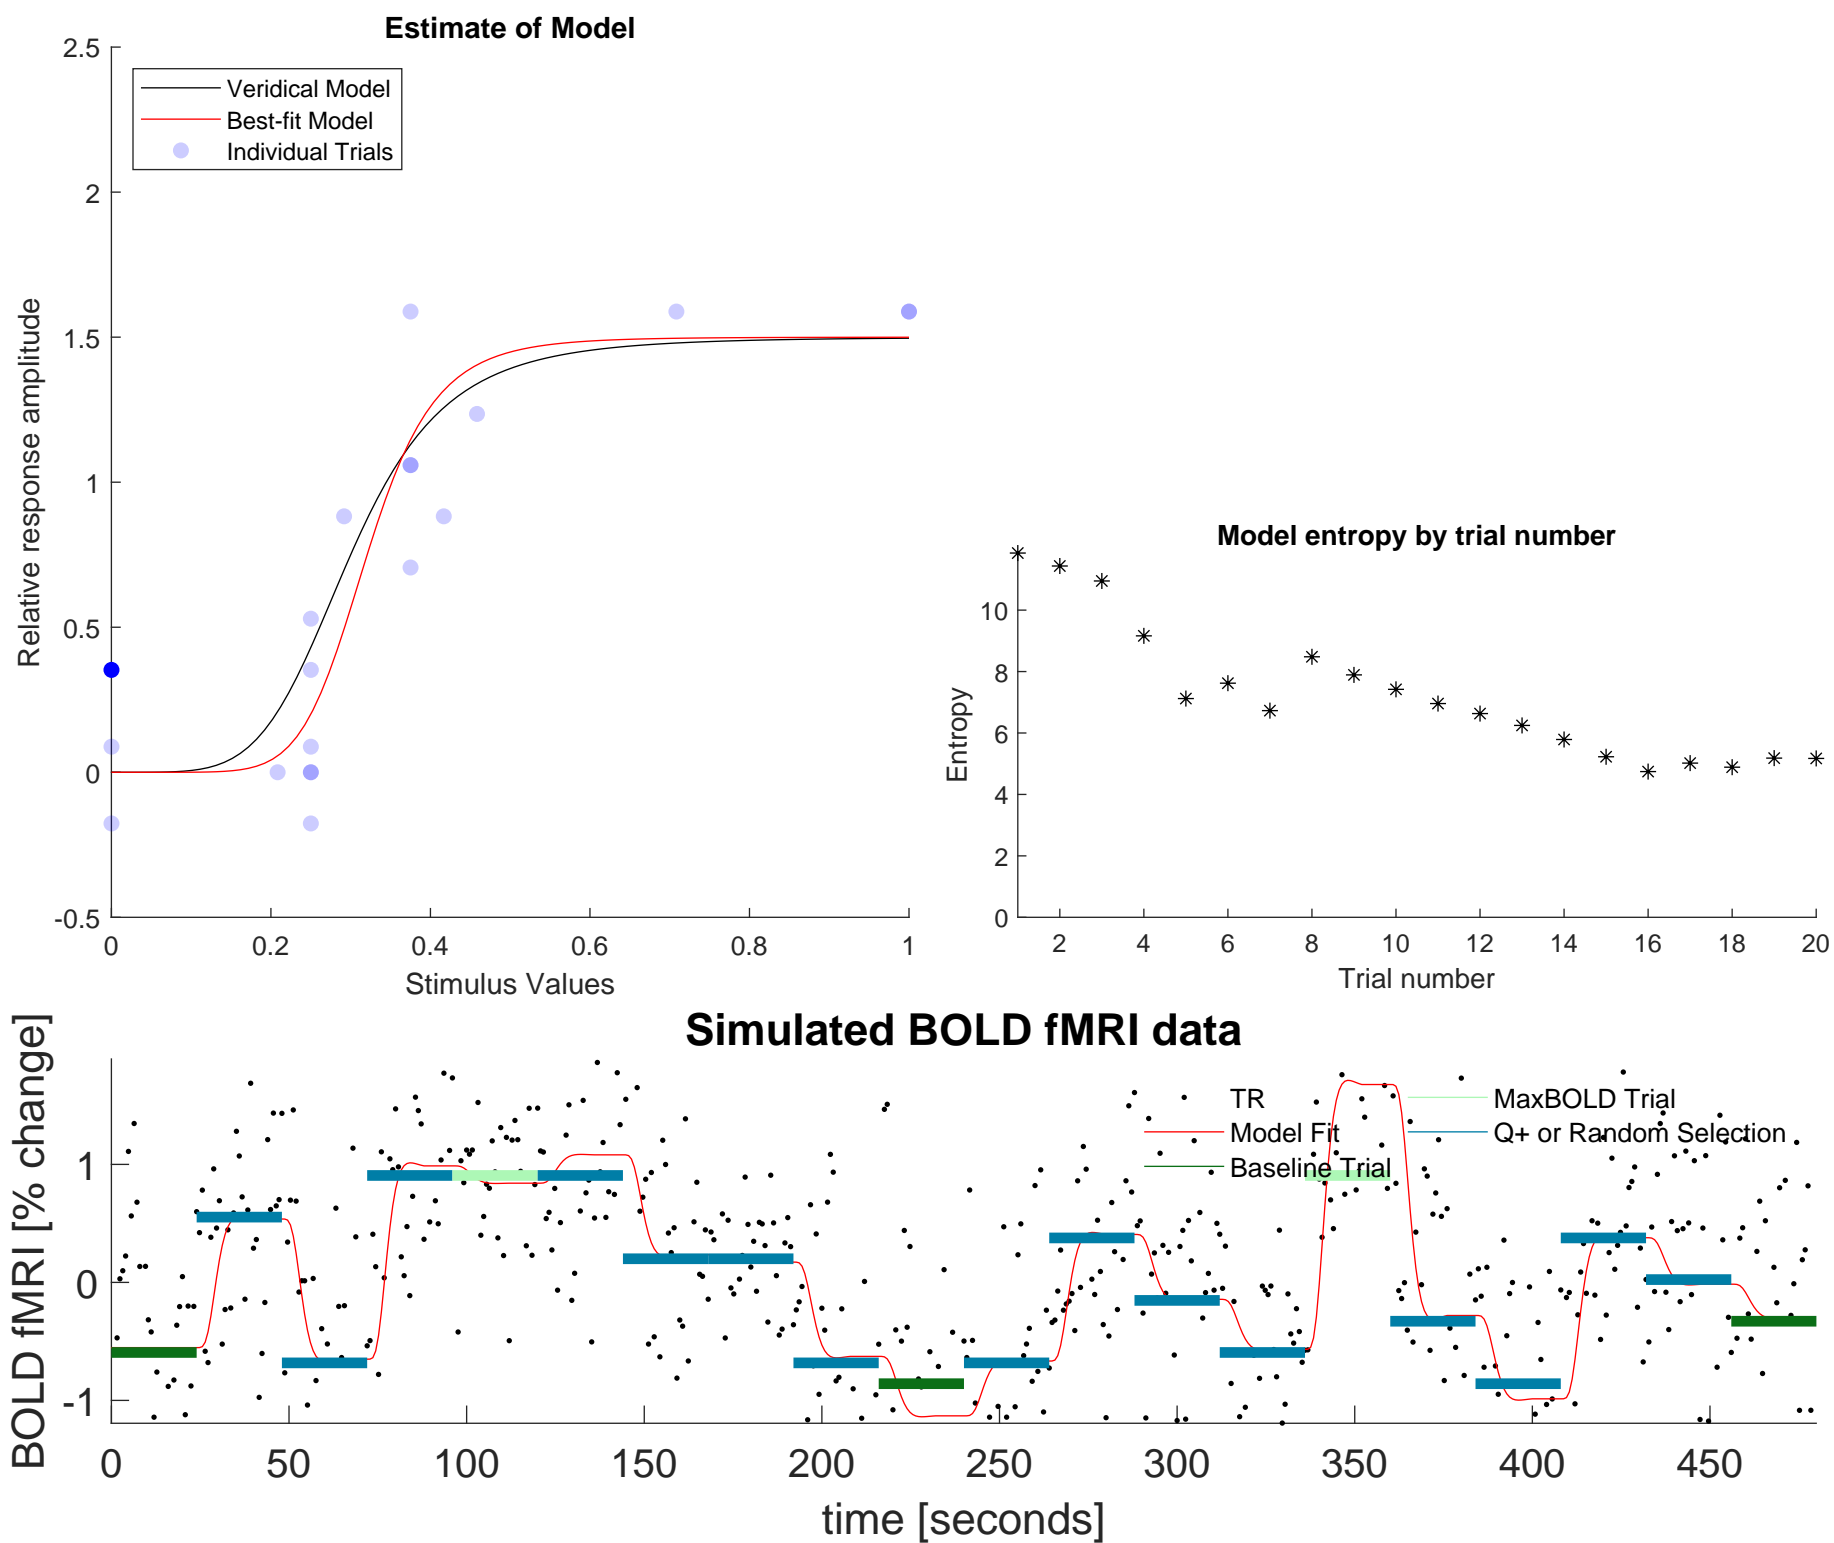 Estimate of Model
2.5
2
1.5
1
0.5
0
-0.5
Relative response amplitude
Veridical Model
Best-fit Model
Individual Trials
0 0.2 0.4 0.6 0.8 1
Stimulus Values
Model entropy by trial number
10
8
6
4
2
0
Entropy
2 4 6 8 10 12 14 16 18 20
Trial number
Simulated BOLD fMRI data
BOLD fMRI [% change]
1
0
-1
TR
Model Fit
Baseline Trial
MaxBOLD Trial
Q+ or Random Selection
0 50 100 150 200 250 300 350 400 450
time [seconds]